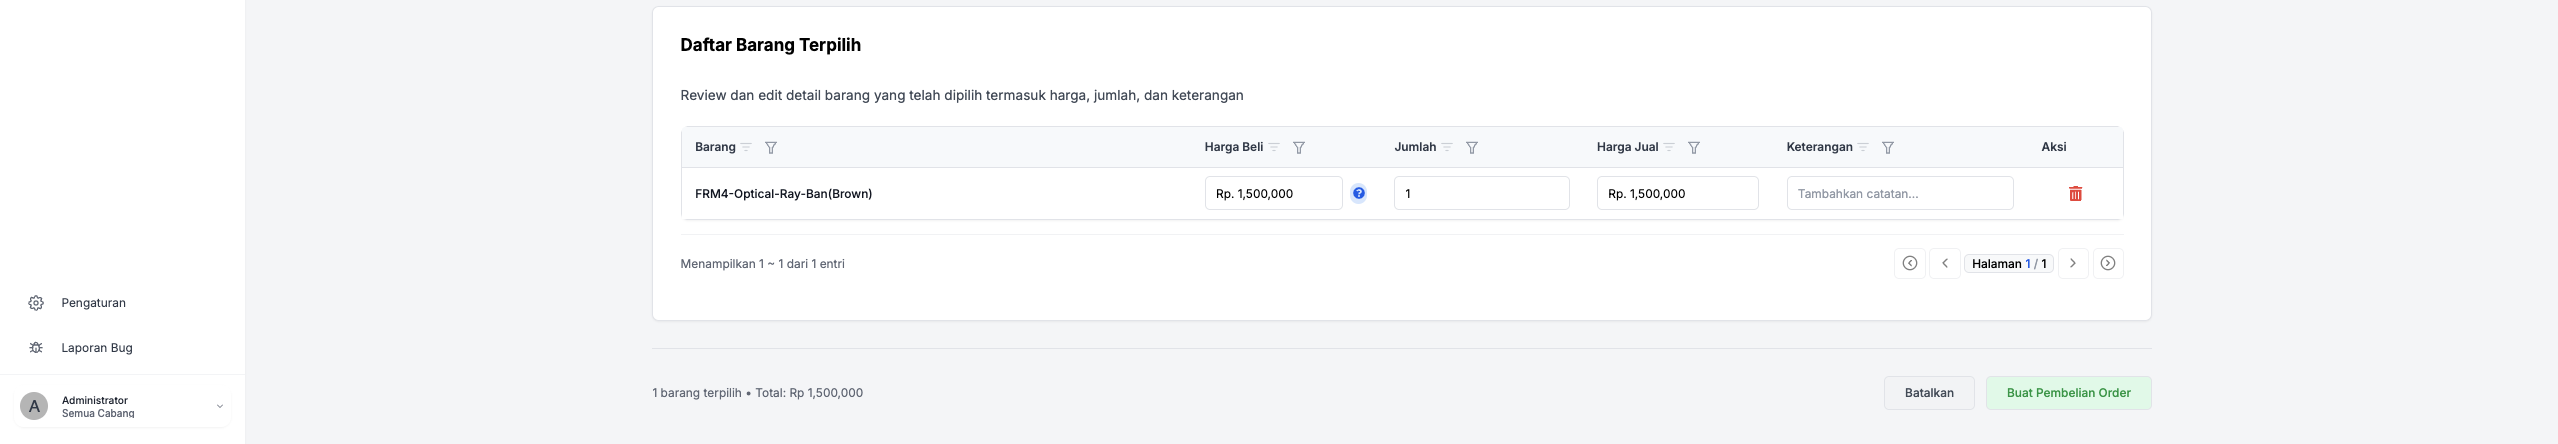 Daftar Barang Terpilih
Review dan edit detail barang yang telah dipilih termasuk harga, jumlah, dan keterangan
Barang Harga Beli Jumlah Harga Jual Keterangan Aksi
FRM4-Optical-Ray-Ban(Brown) Rp. 1,500,000 ? 1 Rp. 1,500,000 Tambahkan catatan...
Menampilkan 1 ~ 1 dari 1 entri Halaman 1 / 1
Pengaturan
Laporan Bug
A Administrator
Semua Cabang
1 barang terpilih • Total: Rp 1,500,000 Batalkan Buat Pembelian Order